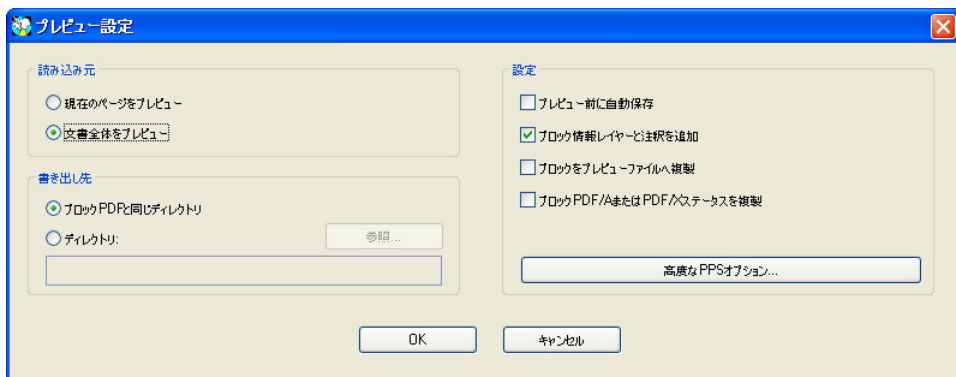 プレビュー設定
読み込み元
現在のページをプレビュー
文書全体をプレビュー
書き出し先
ブロックPDFと同じディレクトリ
ディレクトリ:
参照...
設定
プレビュー前に自動保存
ブロック情報レイヤーと注釈を追加
ブロックをプレビューファイルへ複製
ブロックPDF/AまたはPDF/Xステータスを複製
高度なPPSオプション...
OK
キャンセル